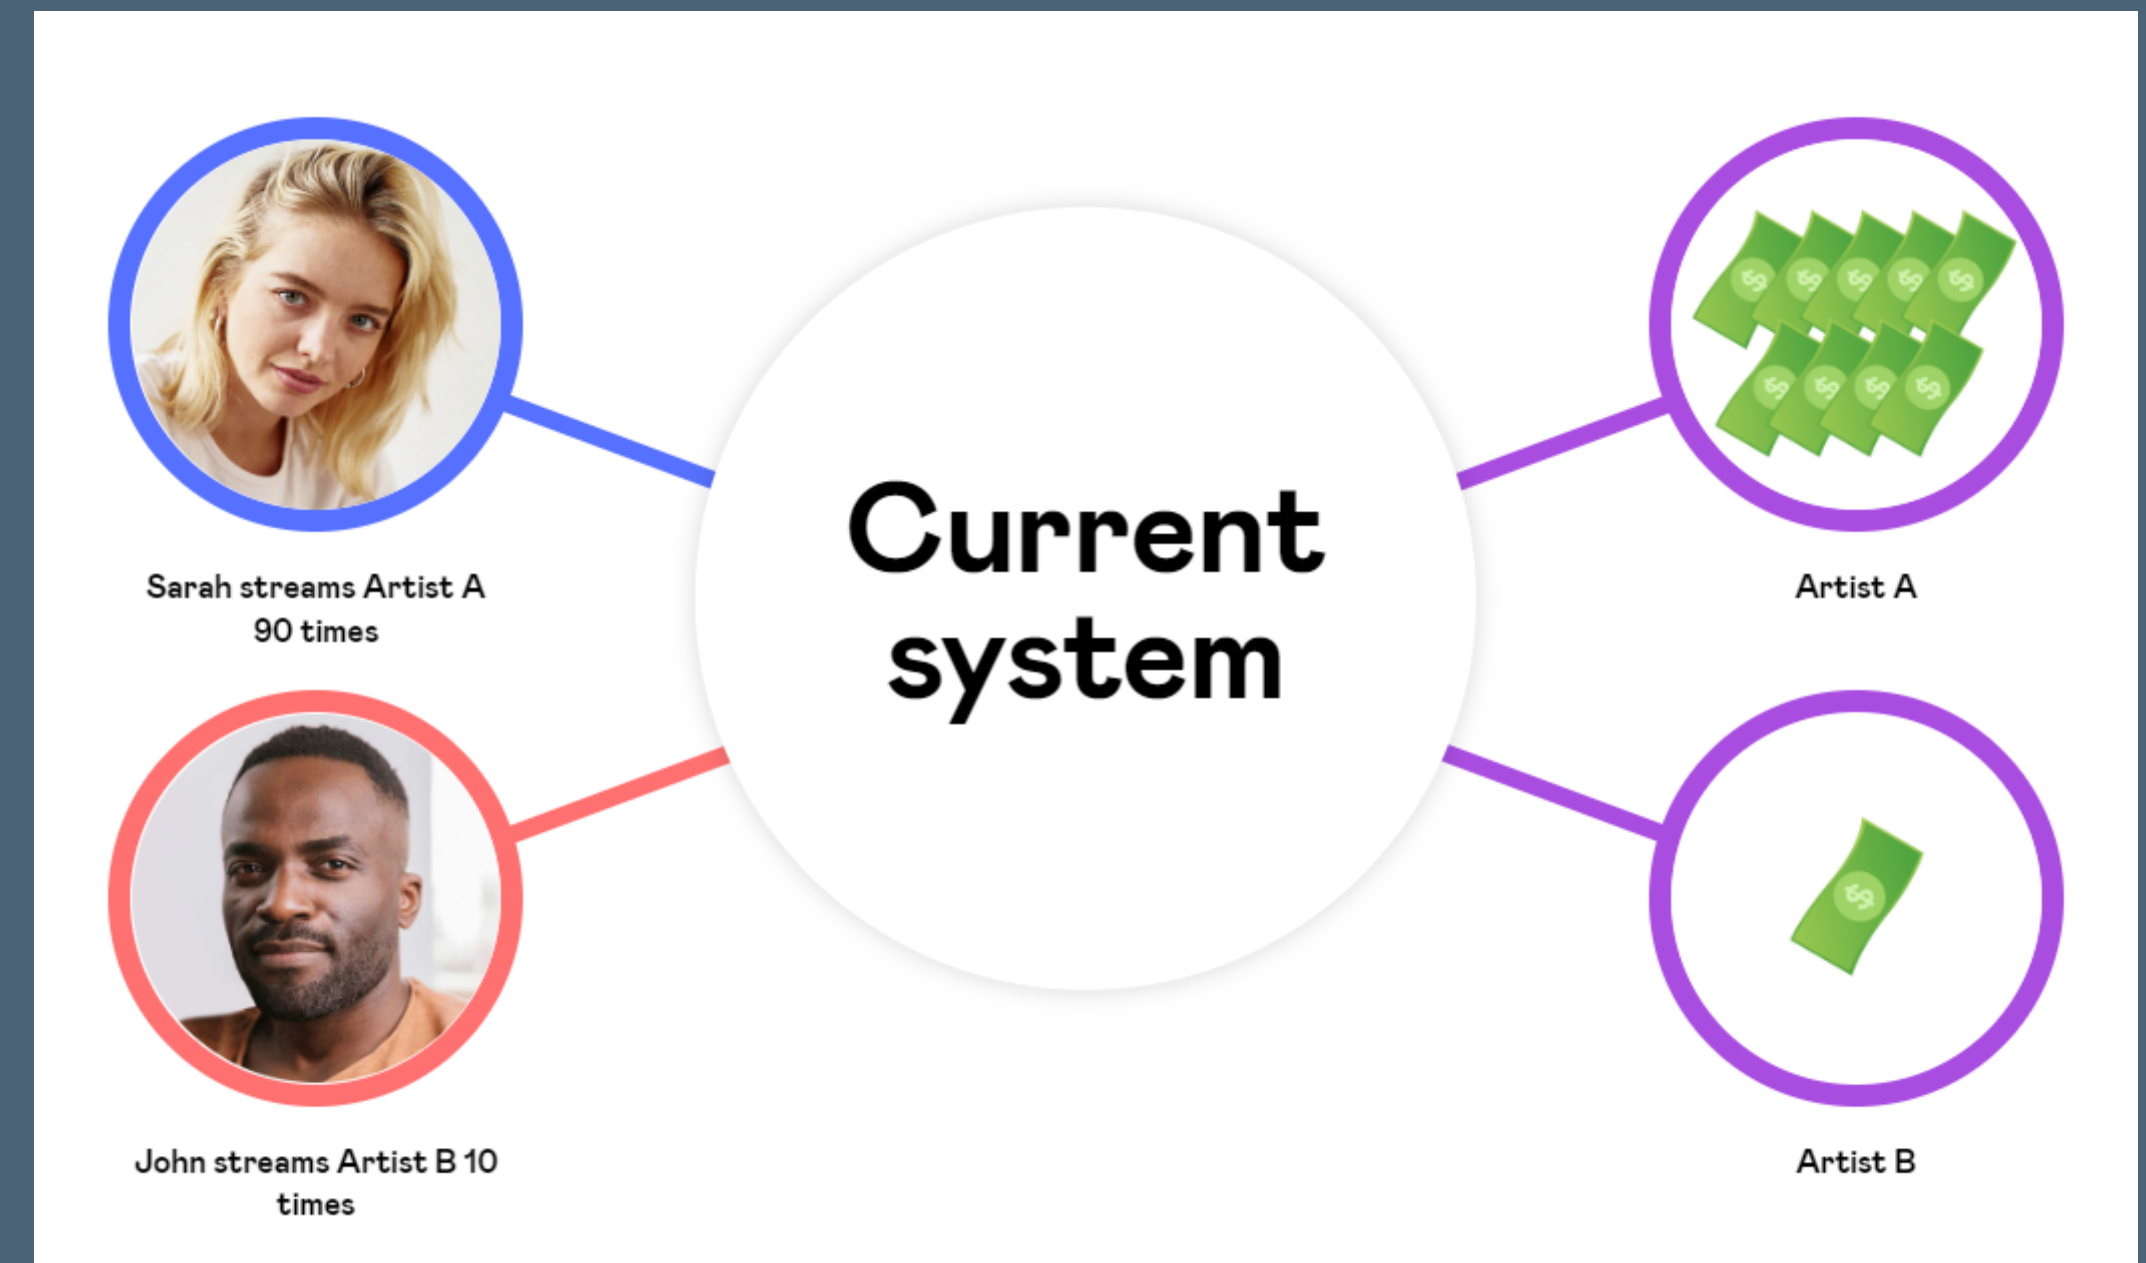 Current
system
Sarah streams Artist A
90 times
Artist A
John streams Artist B 10
times
Artist B